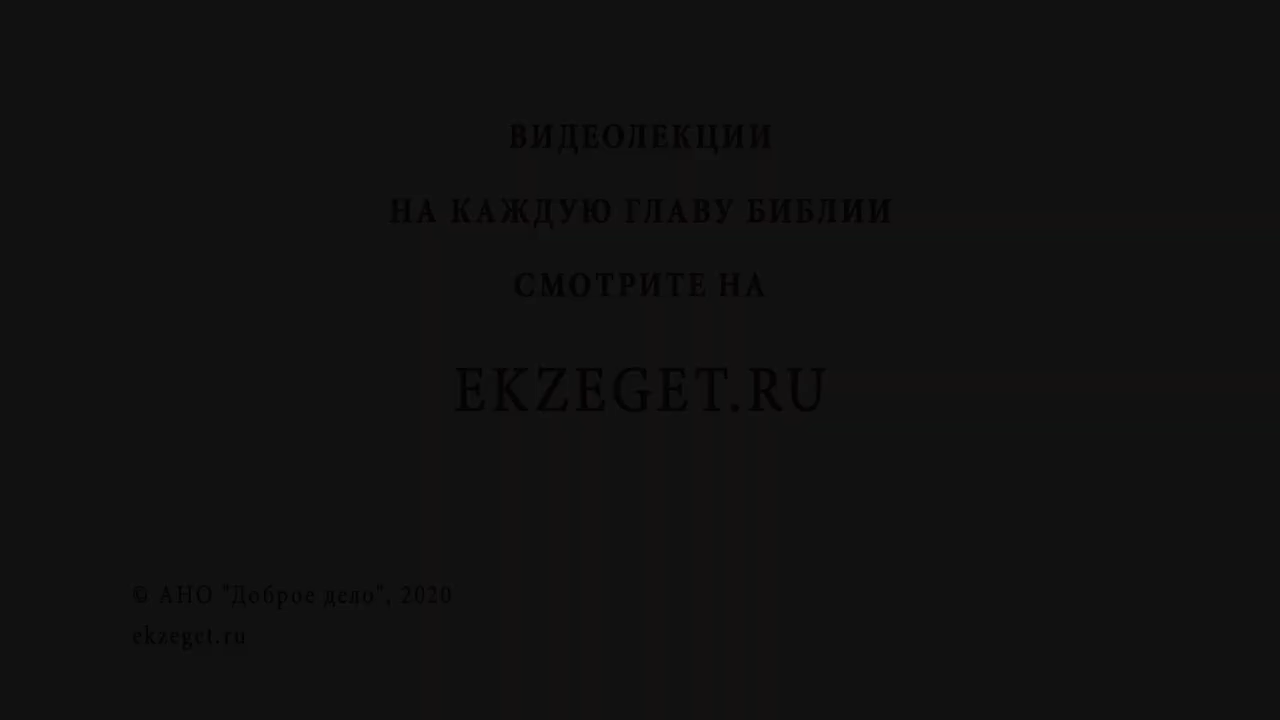 ВИДЕОЛЕКЦИИ
НА КАЖДУЮ ГЛАВУ БИБЛИИ
СМОТРИТЕ НА
EKZEGET.RU
© АНО "Доброе дело", 2020
ekzeget.ru